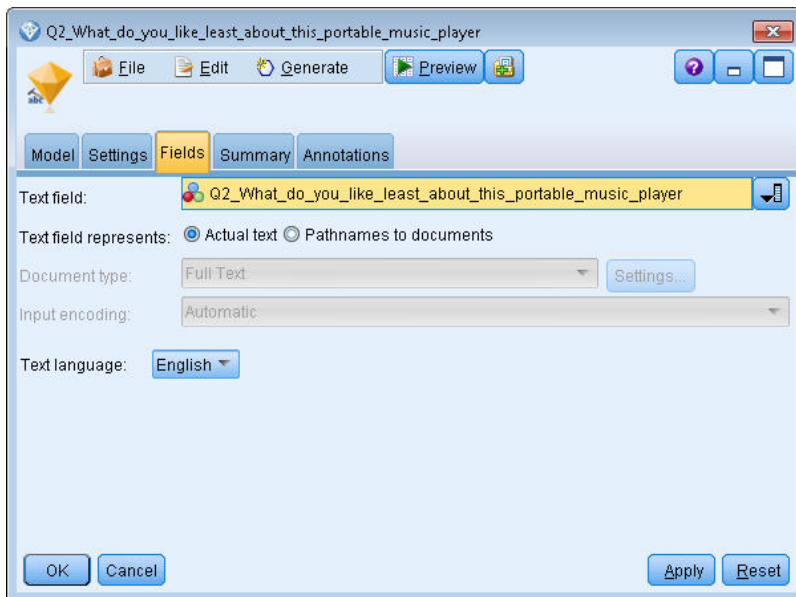 Q2_What_do_you_like_least_about_this_portable_music_player
File Edit Generate Preview
abc
Model Settings Fields Summary Annotations
Text field: Q2_What_do_you_like_least_about_this_portable_music_player
Text field represents: Actual text Pathnames to documents
Document type: Full Text Settings...
Input encoding: Automatic
Text language: English
OK Cancel Apply Reset